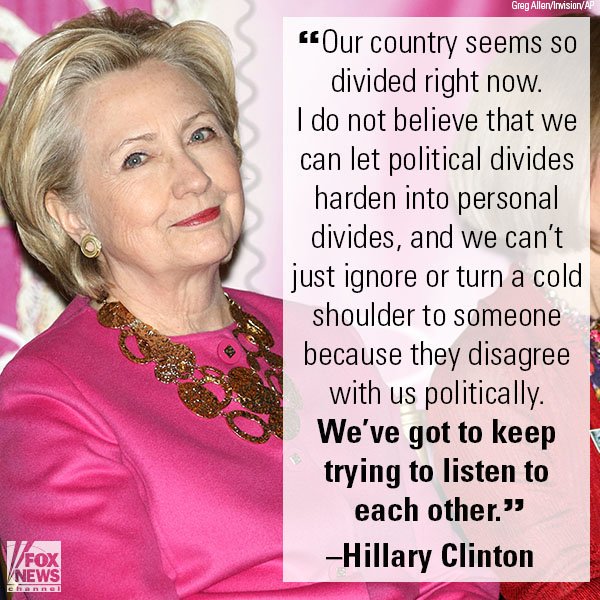 Greg Allen/Invision/AP
“Our country seems so
divided right now.
I do not believe that we
can let political divides
harden into personal
divides, and we can’t
just ignore or turn a cold
shoulder to someone
because they disagree
with us politically.
We’ve got to keep
trying to listen to
each other.”
–Hillary Clinton
FOX
NEWS
channel